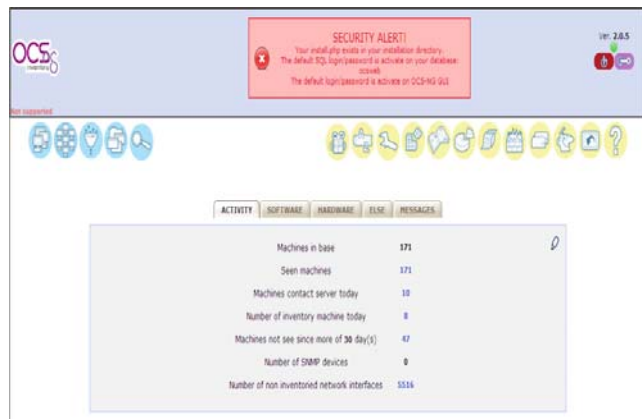 OCS
inventory
SECURITY ALERT!
Your install.php exists in your installation directory.
The default SQL login/password is activate on your database:
ocsweb
The default login/password is activate on OCS-NG GUI
Ver. 2.0.5
Not supported
ACTIVITY SOFTWARE HARDWARE ELSE MESSAGES
Machines in base 171
Seen machines 171
Machines contact server today 10
Number of inventory machine today 8
Machines not see since more of 30 day(s) 47
Number of SNMP devices 0
Number of non inventoried network interfaces 5516